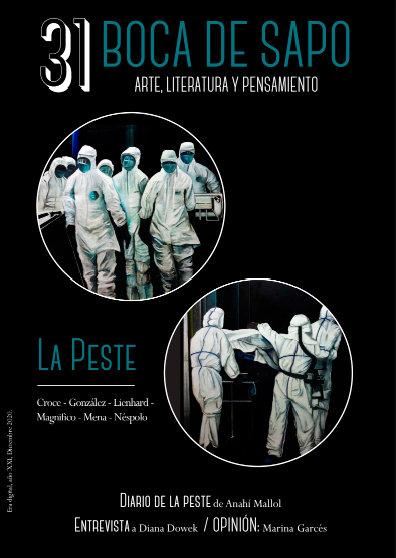 31 BOCA DE SAPO
ARTE, LITERATURA Y PENSAMIENTO
LA PESTE
Croce - González - Lienhard -
Magnifico - Mena - Néspolo
Era digital, año XXI, Diciembre 2020.
DIARIO DE LA PESTE de Anahí Mallol
ENTREVISTA a Diana Dowek / OPINIÓN: Marina Garcés